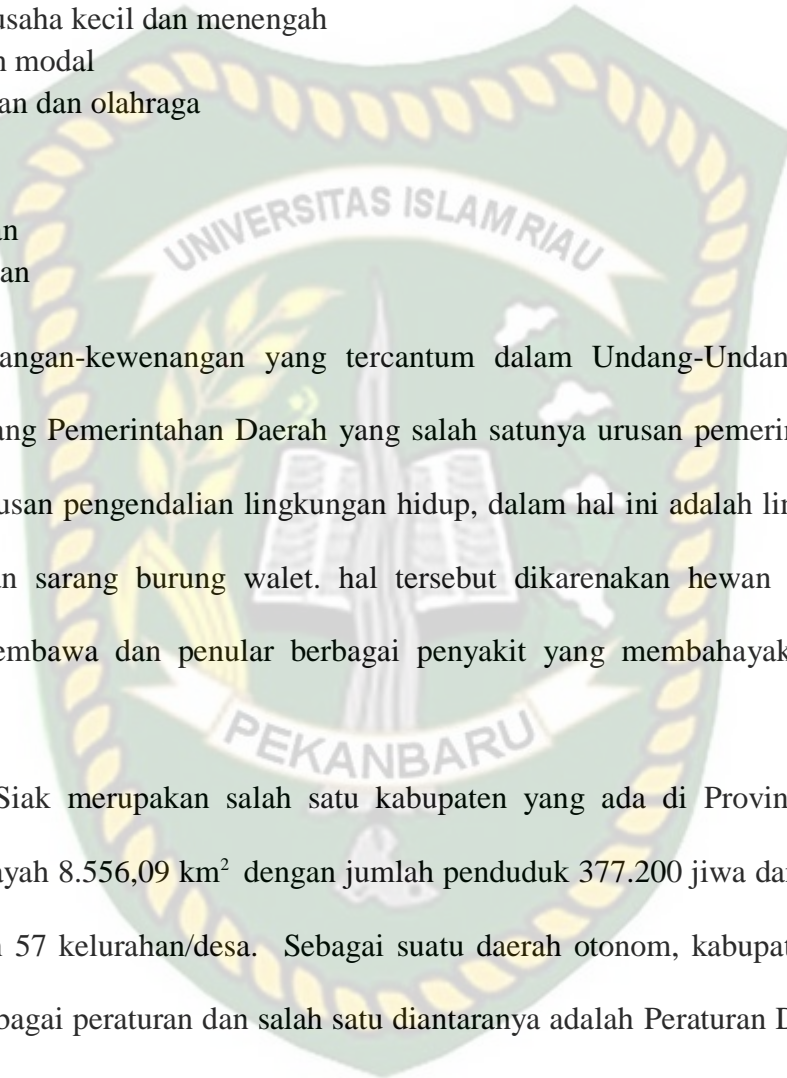 usaha kecil dan menengah
modal
an dan olahraga
UNIVERSITAS ISLAM RIAU
an
an
angan-kewenangan yang tercantum dalam Undang-Undan
ang Pemerintahan Daerah yang salah satunya urusan pemerin
usan pengendalian lingkungan hidup, dalam hal ini adalah lin
n sarang burung walet. hal tersebut dikarenakan hewan
embawa dan penular berbagai penyakit yang membahayak
PEKANBARU
Siak merupakan salah satu kabupaten yang ada di Provin
ayah 8.556,09 km² dengan jumlah penduduk 377.200 jiwa da
57 kelurahan/desa. Sebagai suatu daerah otonom, kabupat
bagai peraturan dan salah satu diantaranya adalah Peraturan D